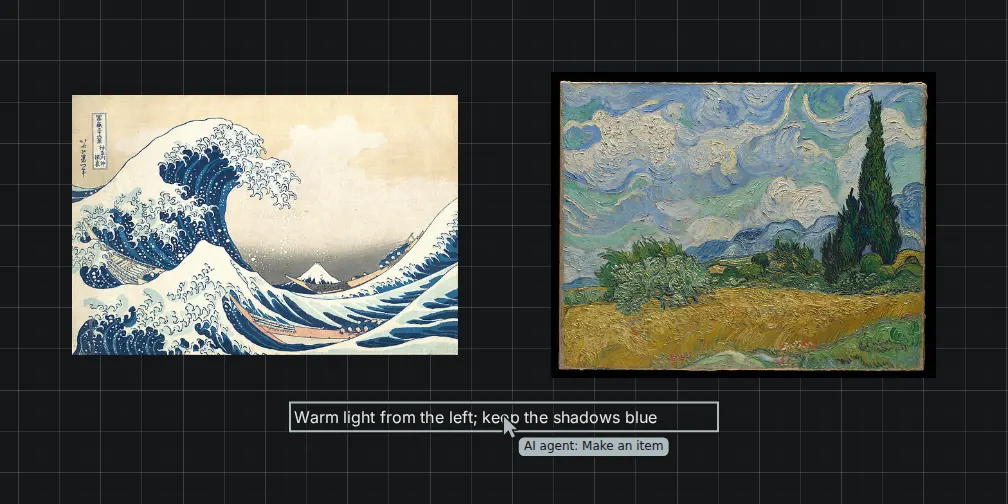 Warm light from the left; keep the shadows blue
AI agent: Make an item